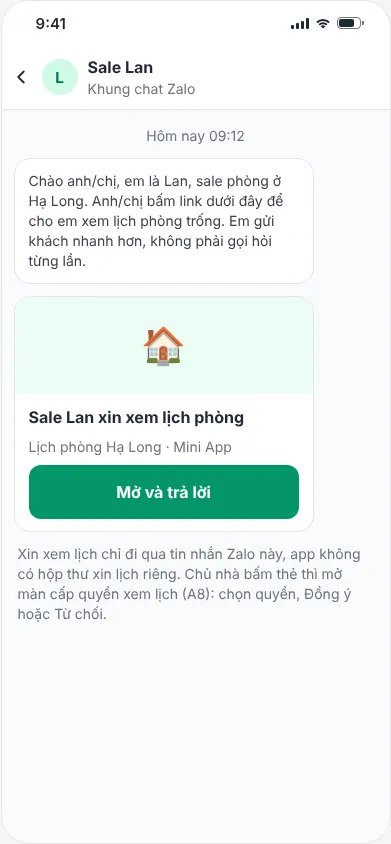 9:41
Sale Lan
L
Khung chat Zalo
Hôm nay 09:12
Chào anh/chị, em là Lan, sale phòng ở
Hạ Long. Anh/chị bấm link dưới đây để
cho em xem lịch phòng trống. Em gửi
khách nhanh hơn, không phải gọi hỏi
từng lần.
Sale Lan xin xem lịch phòng
Lịch phòng Hạ Long · Mini App
Mở và trả lời
Xin xem lịch chỉ đi qua tin nhắn Zalo này, app không
có hộp thư xin lịch riêng. Chủ nhà bấm thẻ thì mở
màn cấp quyền xem lịch (A8): chọn quyền, Đồng ý
hoặc Từ chối.